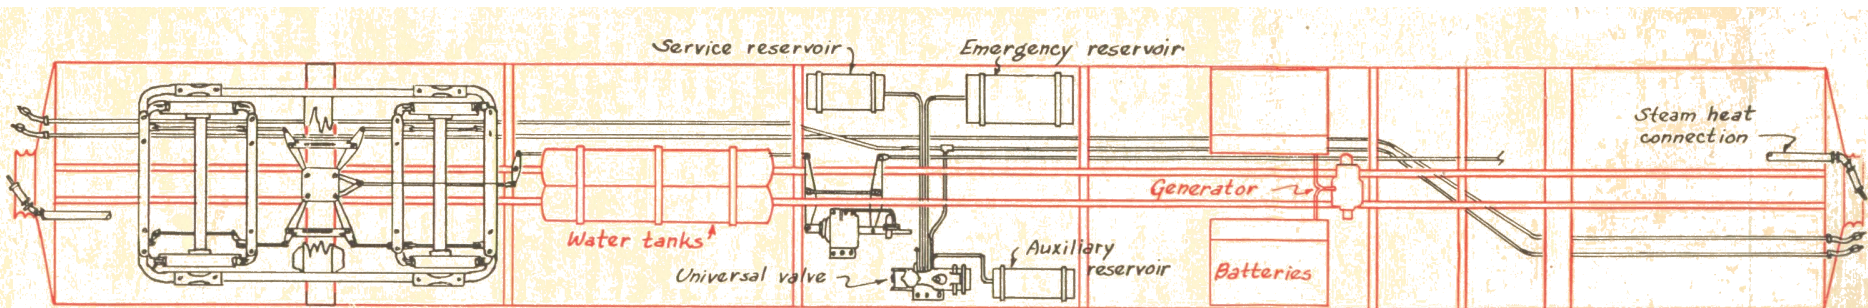 Service reservoir
Emergency reservoir
Steam heat
connection
Generator
Water tanks
Auxiliary
reservoir
Universal valve
Batteries